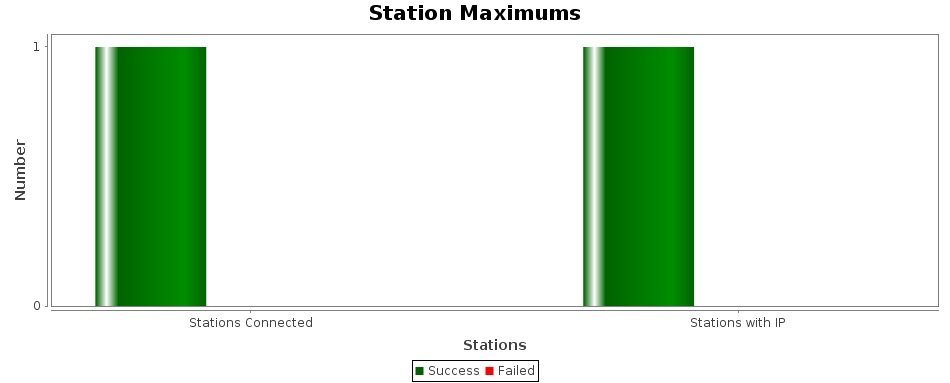 Station Maximums
1
Number
0
Stations Connected Stations with IP
Stations
Success Failed